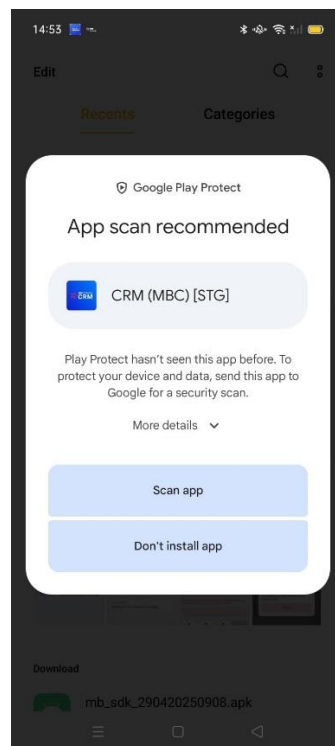 14:53
Edit
Recents
Categories
Google Play Protect
App scan recommended
CRM
CRM (MBC) [STG]
Play Protect hasn't seen this app before. To
protect your device and data, send this app to
Google for a security scan.
More details
Scan app
Don't install app
Download
mb_sdk_290420250908.apk